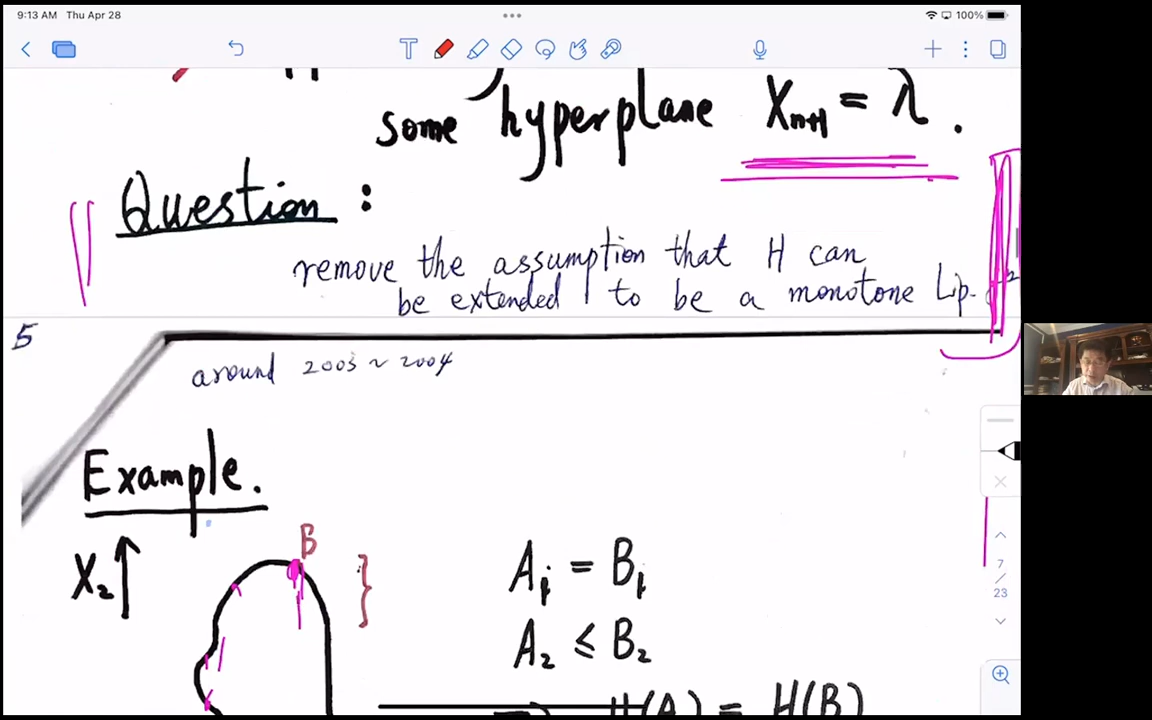 9:13 AM Thu Apr 28
100%
some hyperplane Xn+1 = λ.
Question :
remove the assumption that H can
be extended to be a monotone Lip.
5
around 2003 ~ 2004
Example.
X2 ↑
B
A1 = B1
A2 ≤ B2
H(A) = H(B)
7
/
23